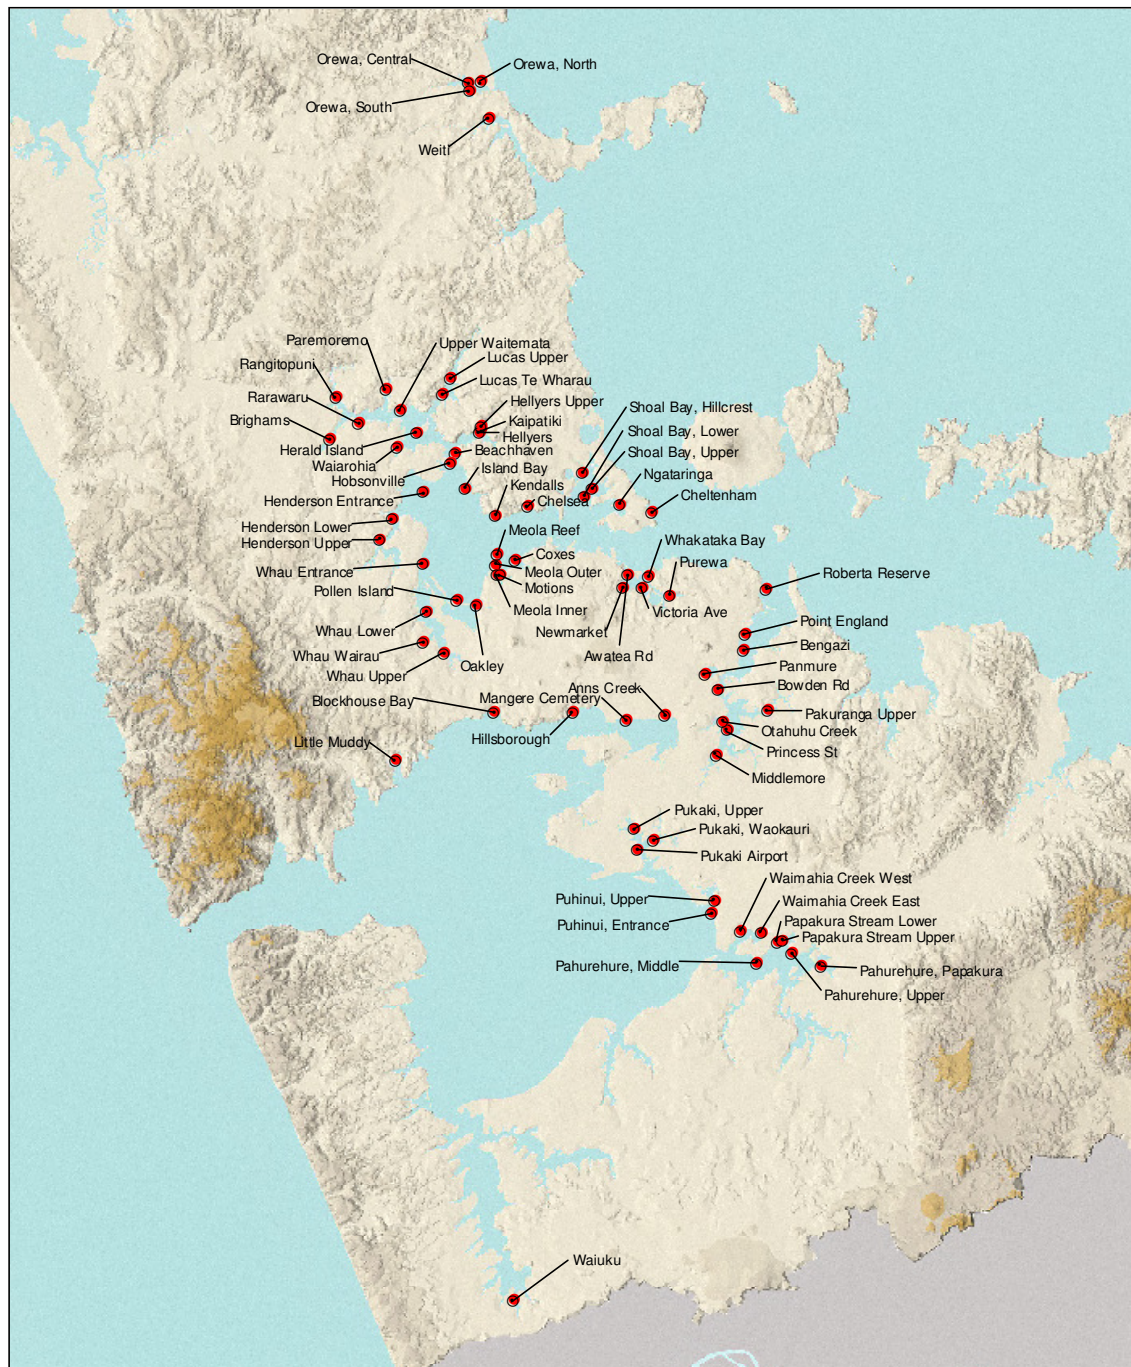 Orewa, Central
Orewa, North
Orewa, South
Weiti
Paremoremo
Upper Waitemata
Rangitopuni
Lucas Upper
Lucas Te Wharau
Rarawaru
Hellyers Upper
Brighams
Kaipatiki
Shoal Bay, Hillcrest
Hellyers
Shoal Bay, Lower
Herald Island
Beachhaven
Shoal Bay, Upper
Waiarohia
Island Bay
Ngataringa
Hobsonville
Kendalls
Cheltenham
Henderson Entrance
Chelsea
Henderson Lower
Meola Reef
Henderson Upper
Coxes
Whakataka Bay
Whau Entrance
Meola Outer
Purewa
Roberta Reserve
Motions
Pollen Island
Meola Inner
Victoria Ave
Whau Lower
Newmarket
Point England
Whau Wairau
Oakley
Awatea Rd
Bengazi
Whau Upper
Panmure
Anns Creek
Bowden Rd
Blockhouse Bay
Mangere Cemetery
Pakuranga Upper
Otahuhu Creek
Little Muddy
Hillsborough
Princess St
Middlemore
Pukaki, Upper
Pukaki, Waokauri
Pukaki Airport
Waimahia Creek West
Puhinui, Upper
Waimahia Creek East
Puhinui, Entrance
Papakura Stream Lower
Papakura Stream Upper
Pahurehure, Middle
Pahurehure, Papakura
Pahurehure, Upper
Waiuku